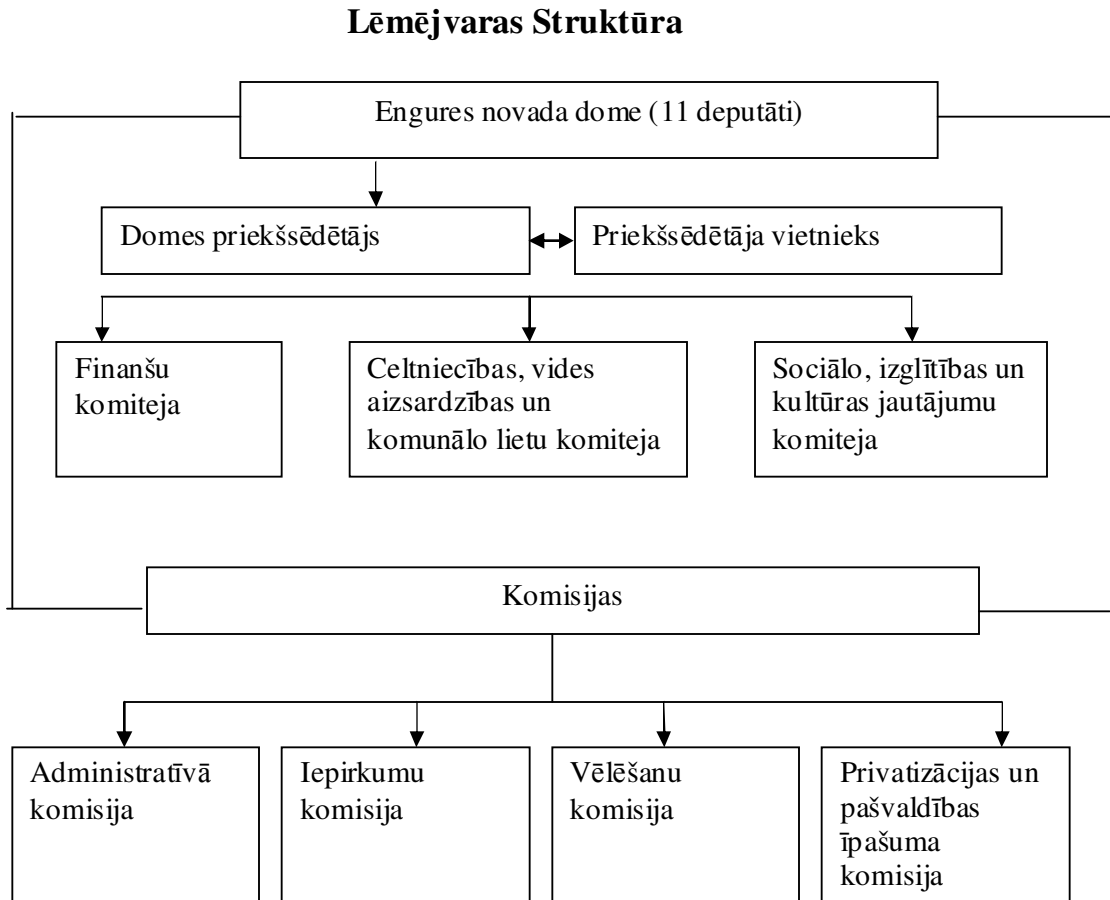 Lēmējvaras Struktūra
Engures novada dome (11 deputāti)
Domes priekšsēdētājs
Priekšsēdētāja vietnieks
Finanšu
komiteja
Celtniecības, vides
aizsardzības un
komunālo lietu komiteja
Sociālo, izglītības un
kultūras jautājumu
komiteja
Komisijas
Administratīvā
komisija
Iepirkumu
komisija
Vēlēšanu
komisija
Privatizācijas un
pašvaldības
īpašuma
komisija